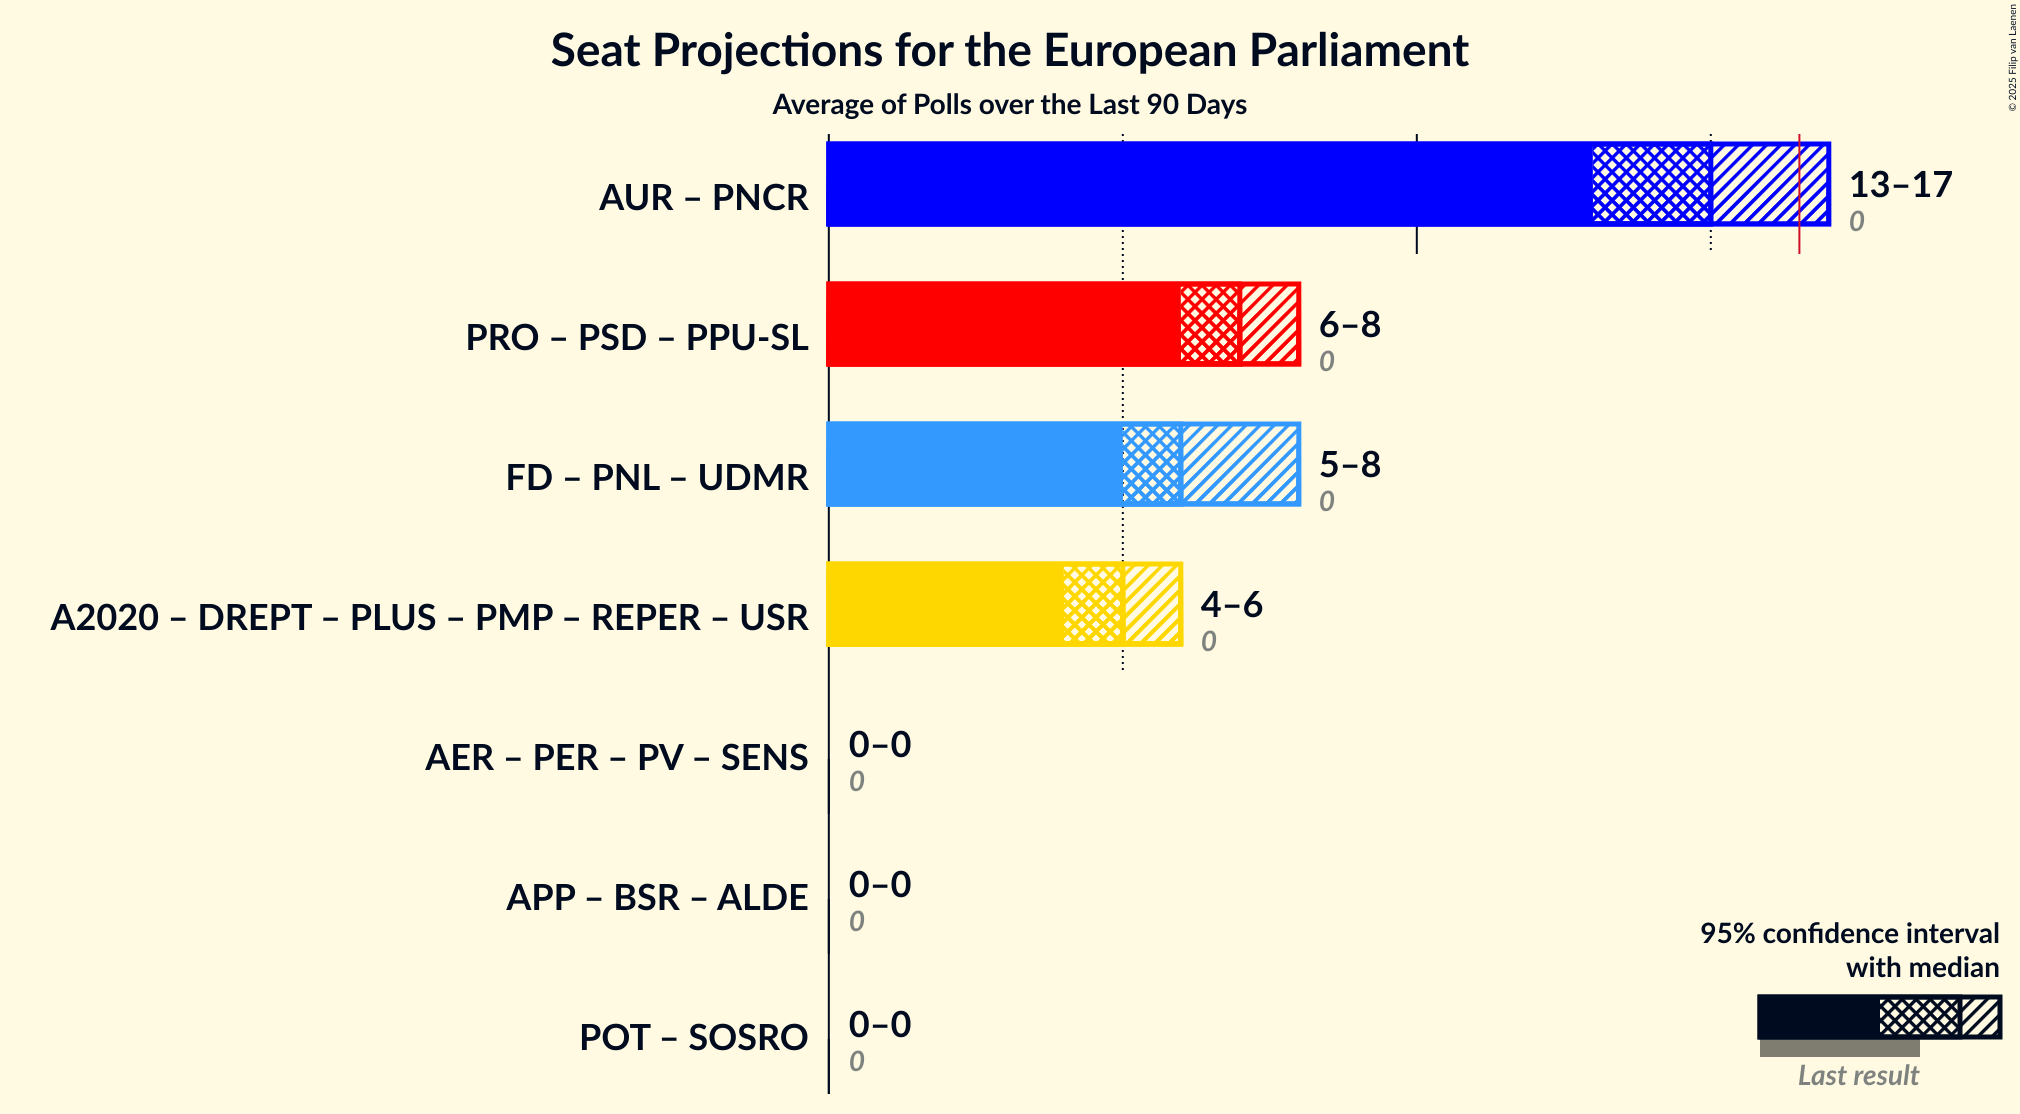 Seat Projections for the European Parliament
Average of Polls over the Last 90 Days
© 2025 Filip van Laenen
AUR – PNCR
13–17
0
PRO – PSD – PPU-SL
6–8
0
FD – PNL – UDMR
5–8
0
A2020 – DREPT – PLUS – PMP – REPER – USR
4–6
0
AER – PER – PV – SENS
0–0
0
APP – BSR – ALDE
0–0
0
POT – SOSRO
0–0
0
95% confidence interval
with median
Last result